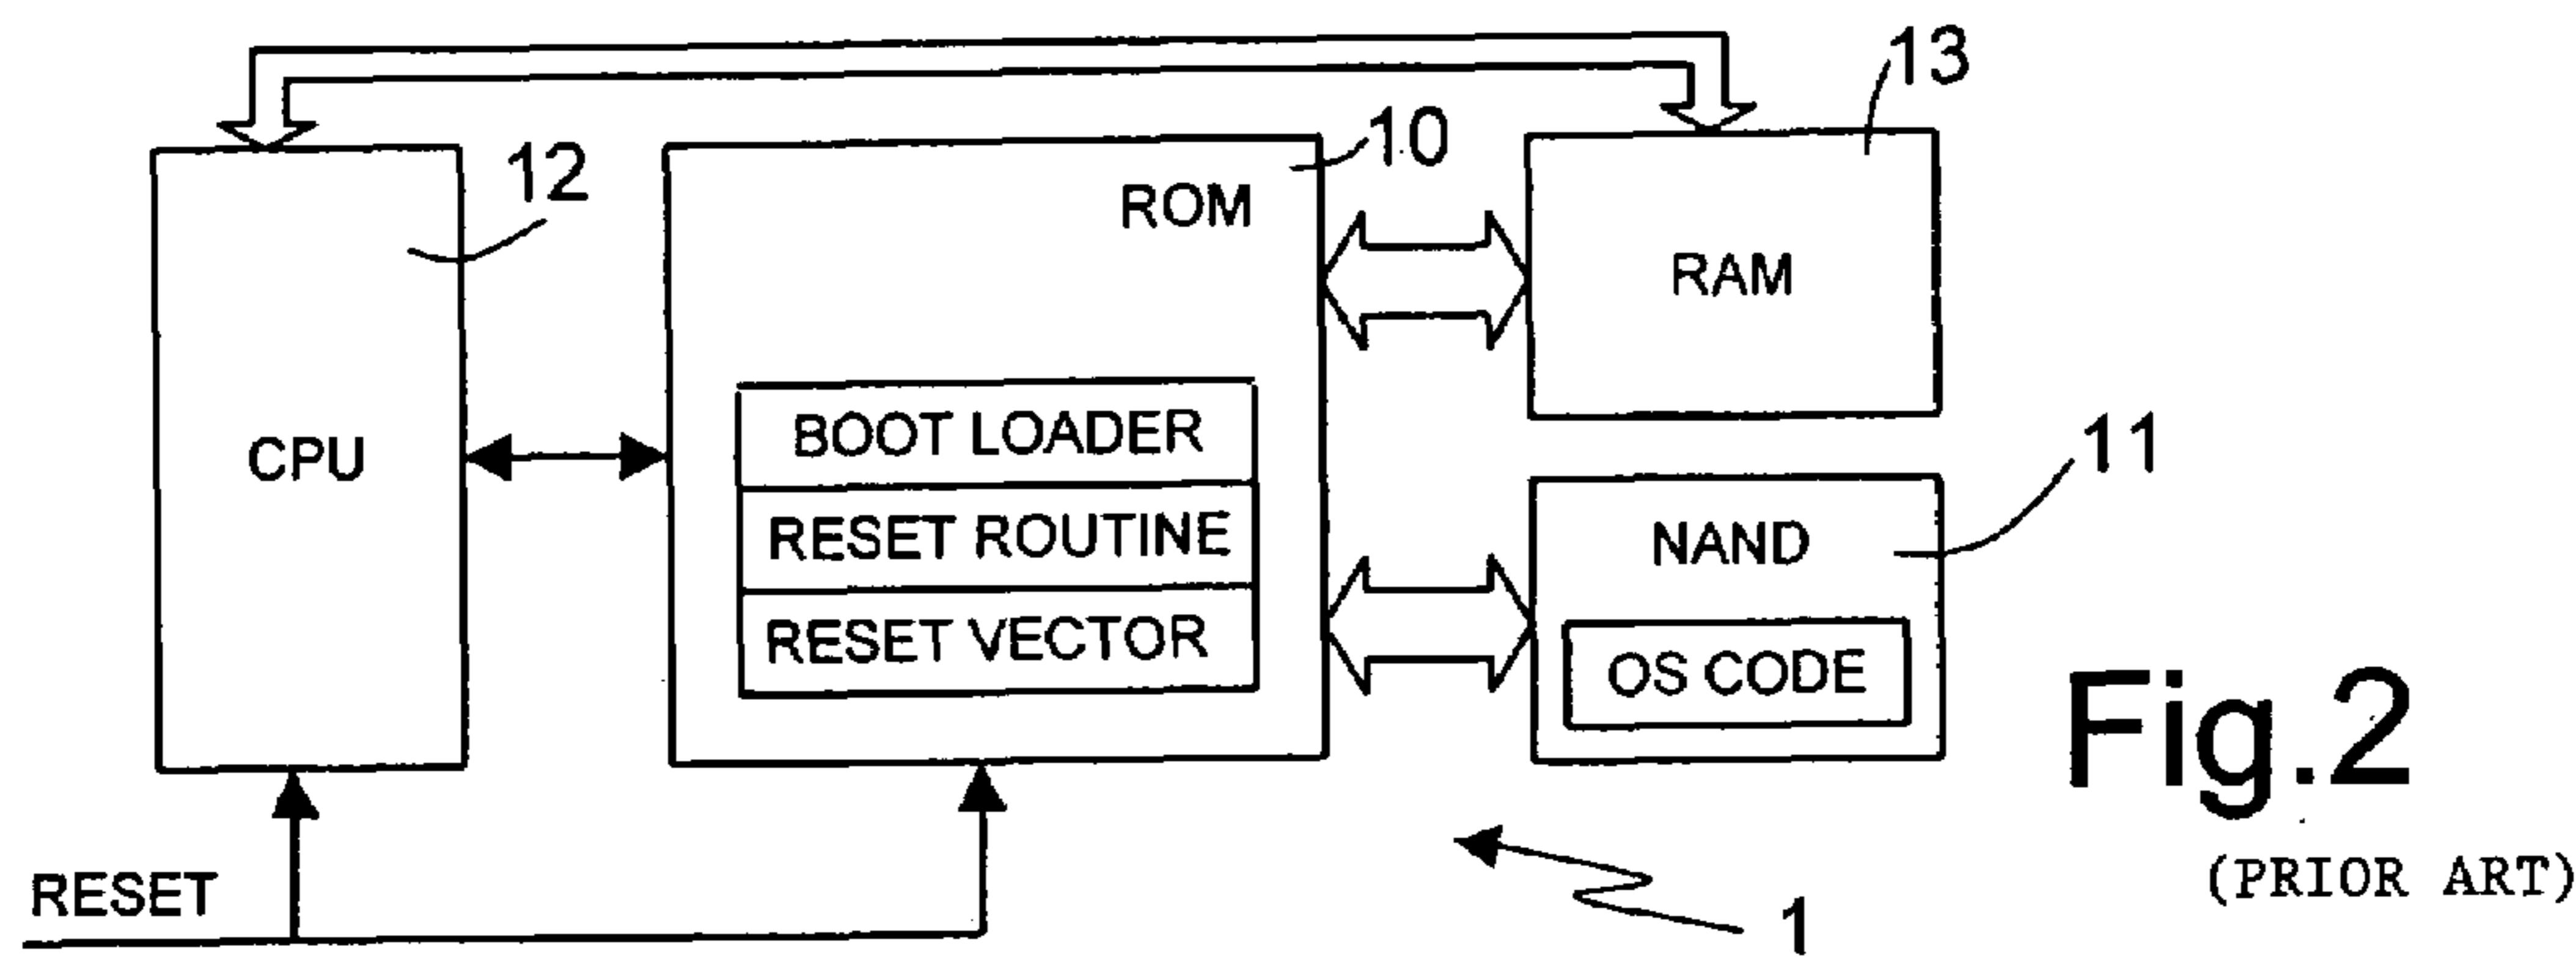 13
10
12
ROM
RAM
CPU
BOOT LOADER
RESET ROUTINE
RESET VECTOR
11
NAND
OS CODE
RESET
1
Fig.2
(PRIOR ART)